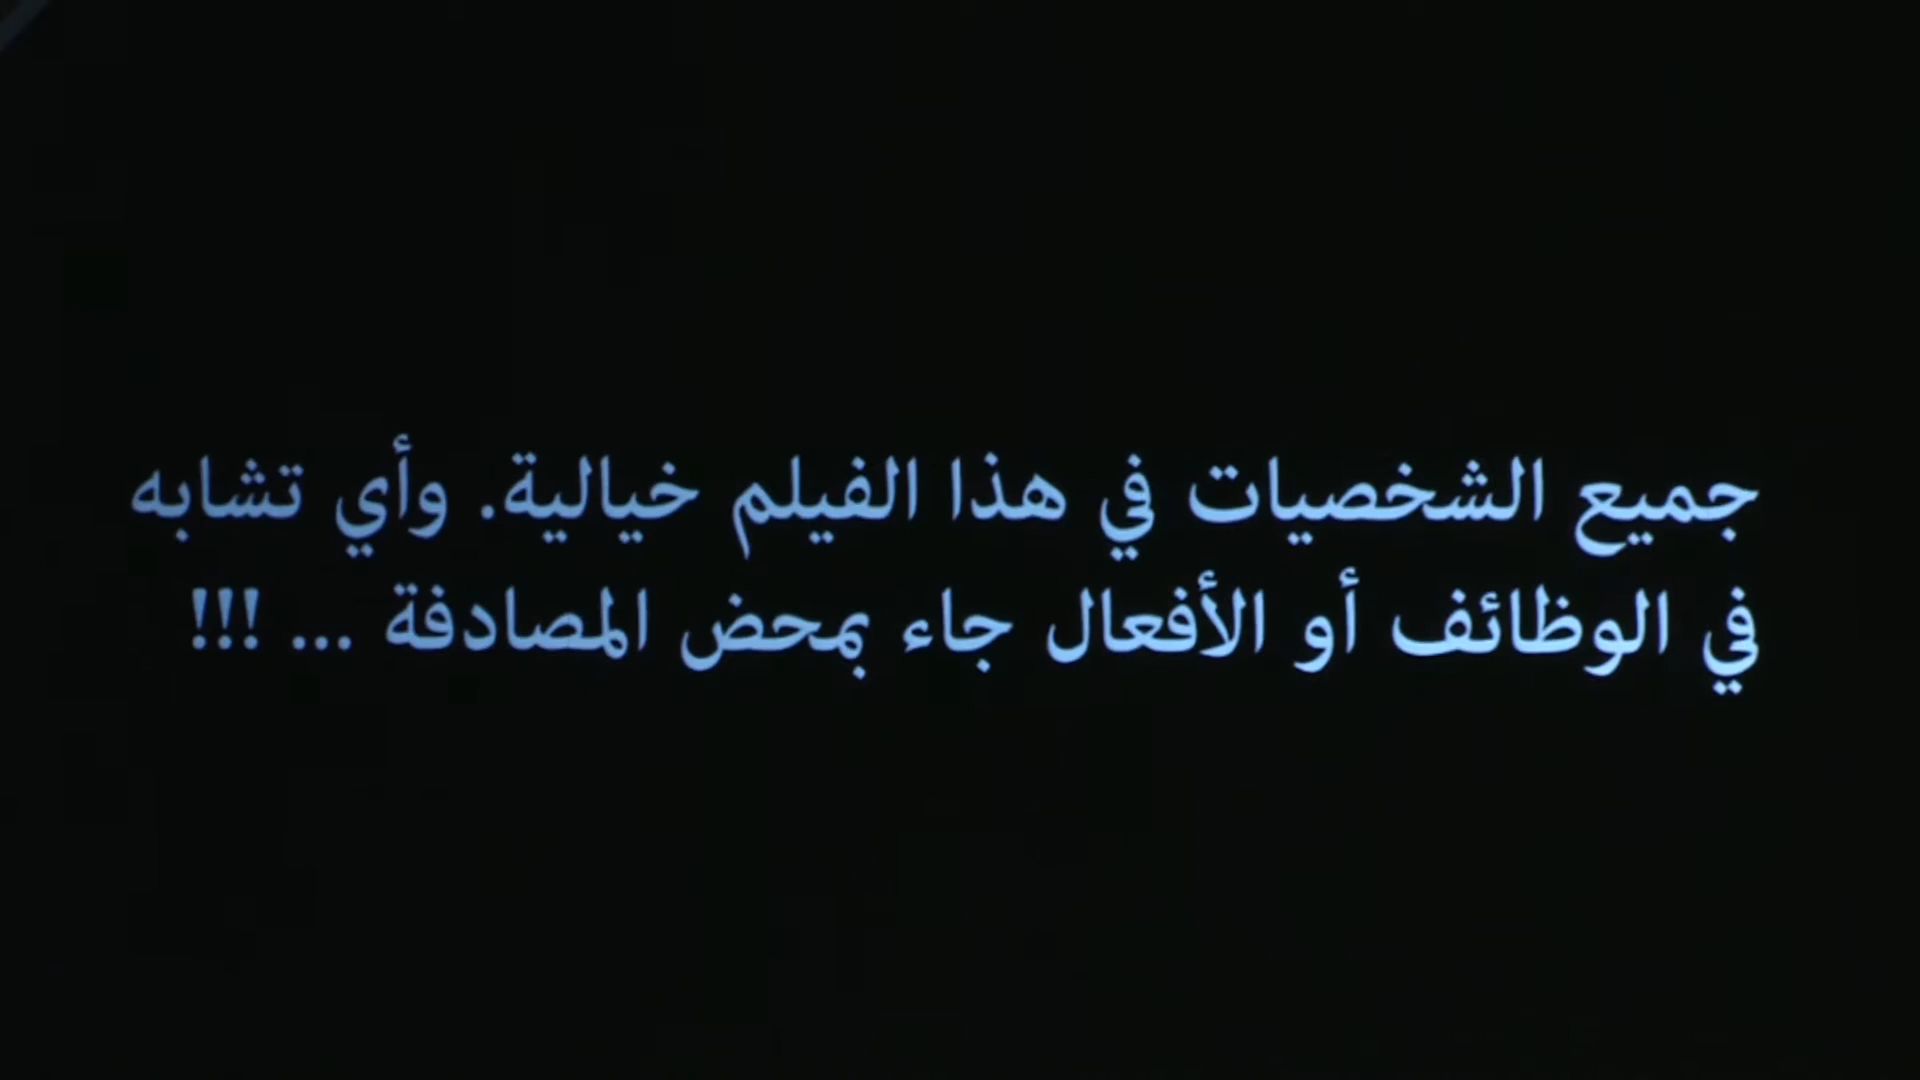 جميع الشخصيات في هذا الفيلم خيالية. وأي تشابه
في الوظائف أو الأفعال جاء بمحض المصادفة ... !!!